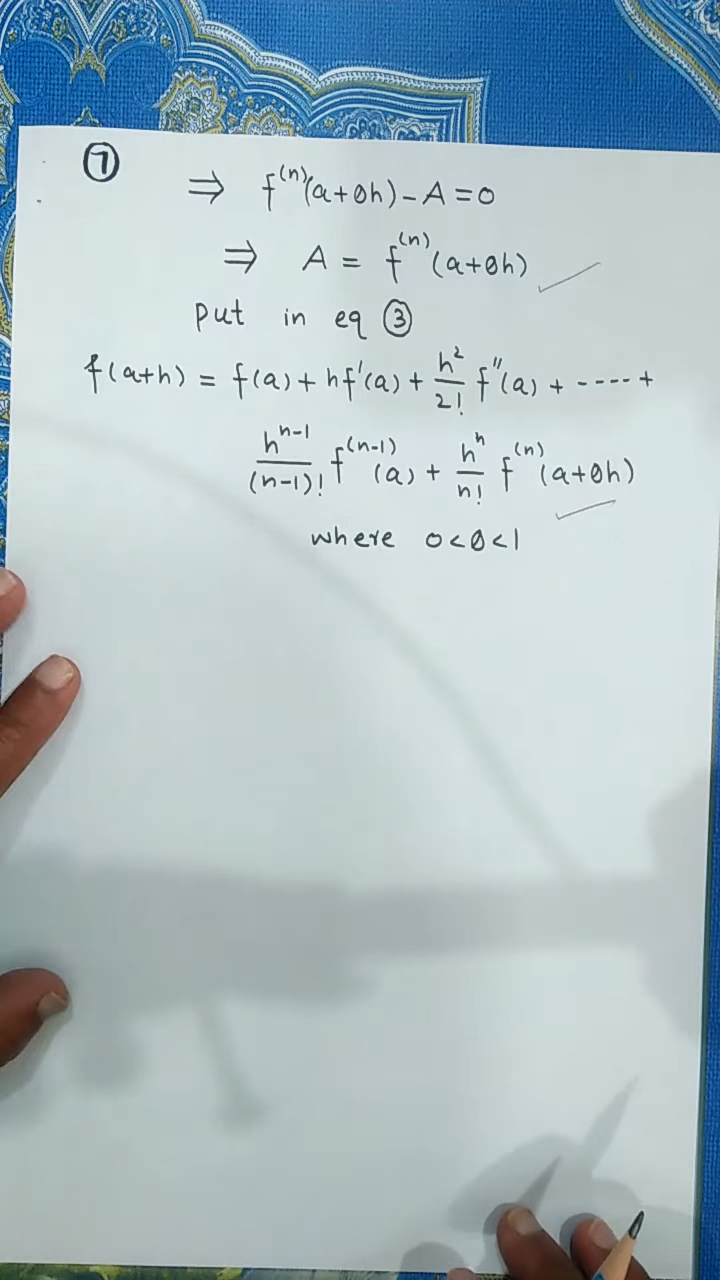 ⑦
⇒ f⁽ⁿ⁾(a+θh) − A = 0
⇒ A = f⁽ⁿ⁾(a+θh)
put in eq ③
f(a+h) = f(a) + hf'(a) + h²/2! f''(a) + ---- +
hⁿ⁻¹/(n−1)! f⁽ⁿ⁻¹⁾(a) + hⁿ/n! f⁽ⁿ⁾(a+θh)
where 0<θ<1